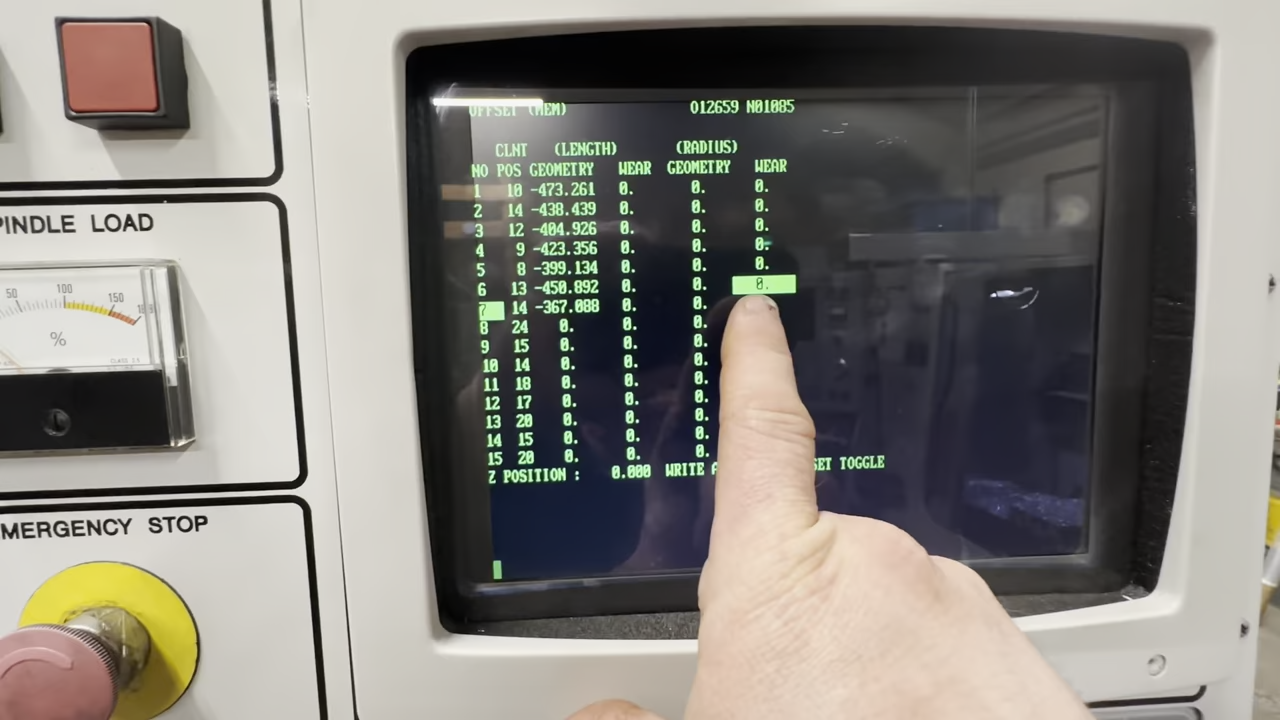 OFFSET (MEM) O12659 N01085
CLNT (LENGTH) (RADIUS)
NO POS GEOMETRY WEAR GEOMETRY WEAR
1 10 -473.261 0. 0. 0.
2 14 -438.439 0. 0. 0.
3 12 -404.926 0. 0. 0.
4 9 -423.356 0. 0. 0.
5 8 -399.134 0. 0. 0.
6 13 -450.892 0. 0. 0.
7 14 -367.088 0. 0.
8 24 0. 0. 0.
9 15 0. 0. 0.
10 14 0. 0. 0.
11 18 0. 0. 0.
12 17 0. 0. 0.
13 20 0. 0. 0.
14 15 0. 0. 0.
15 20 0. 0. 0.
Z POSITION : 0.000 WRITE TOGGLE
PINDLE LOAD
50 100 150
%
MERGENCY STOP